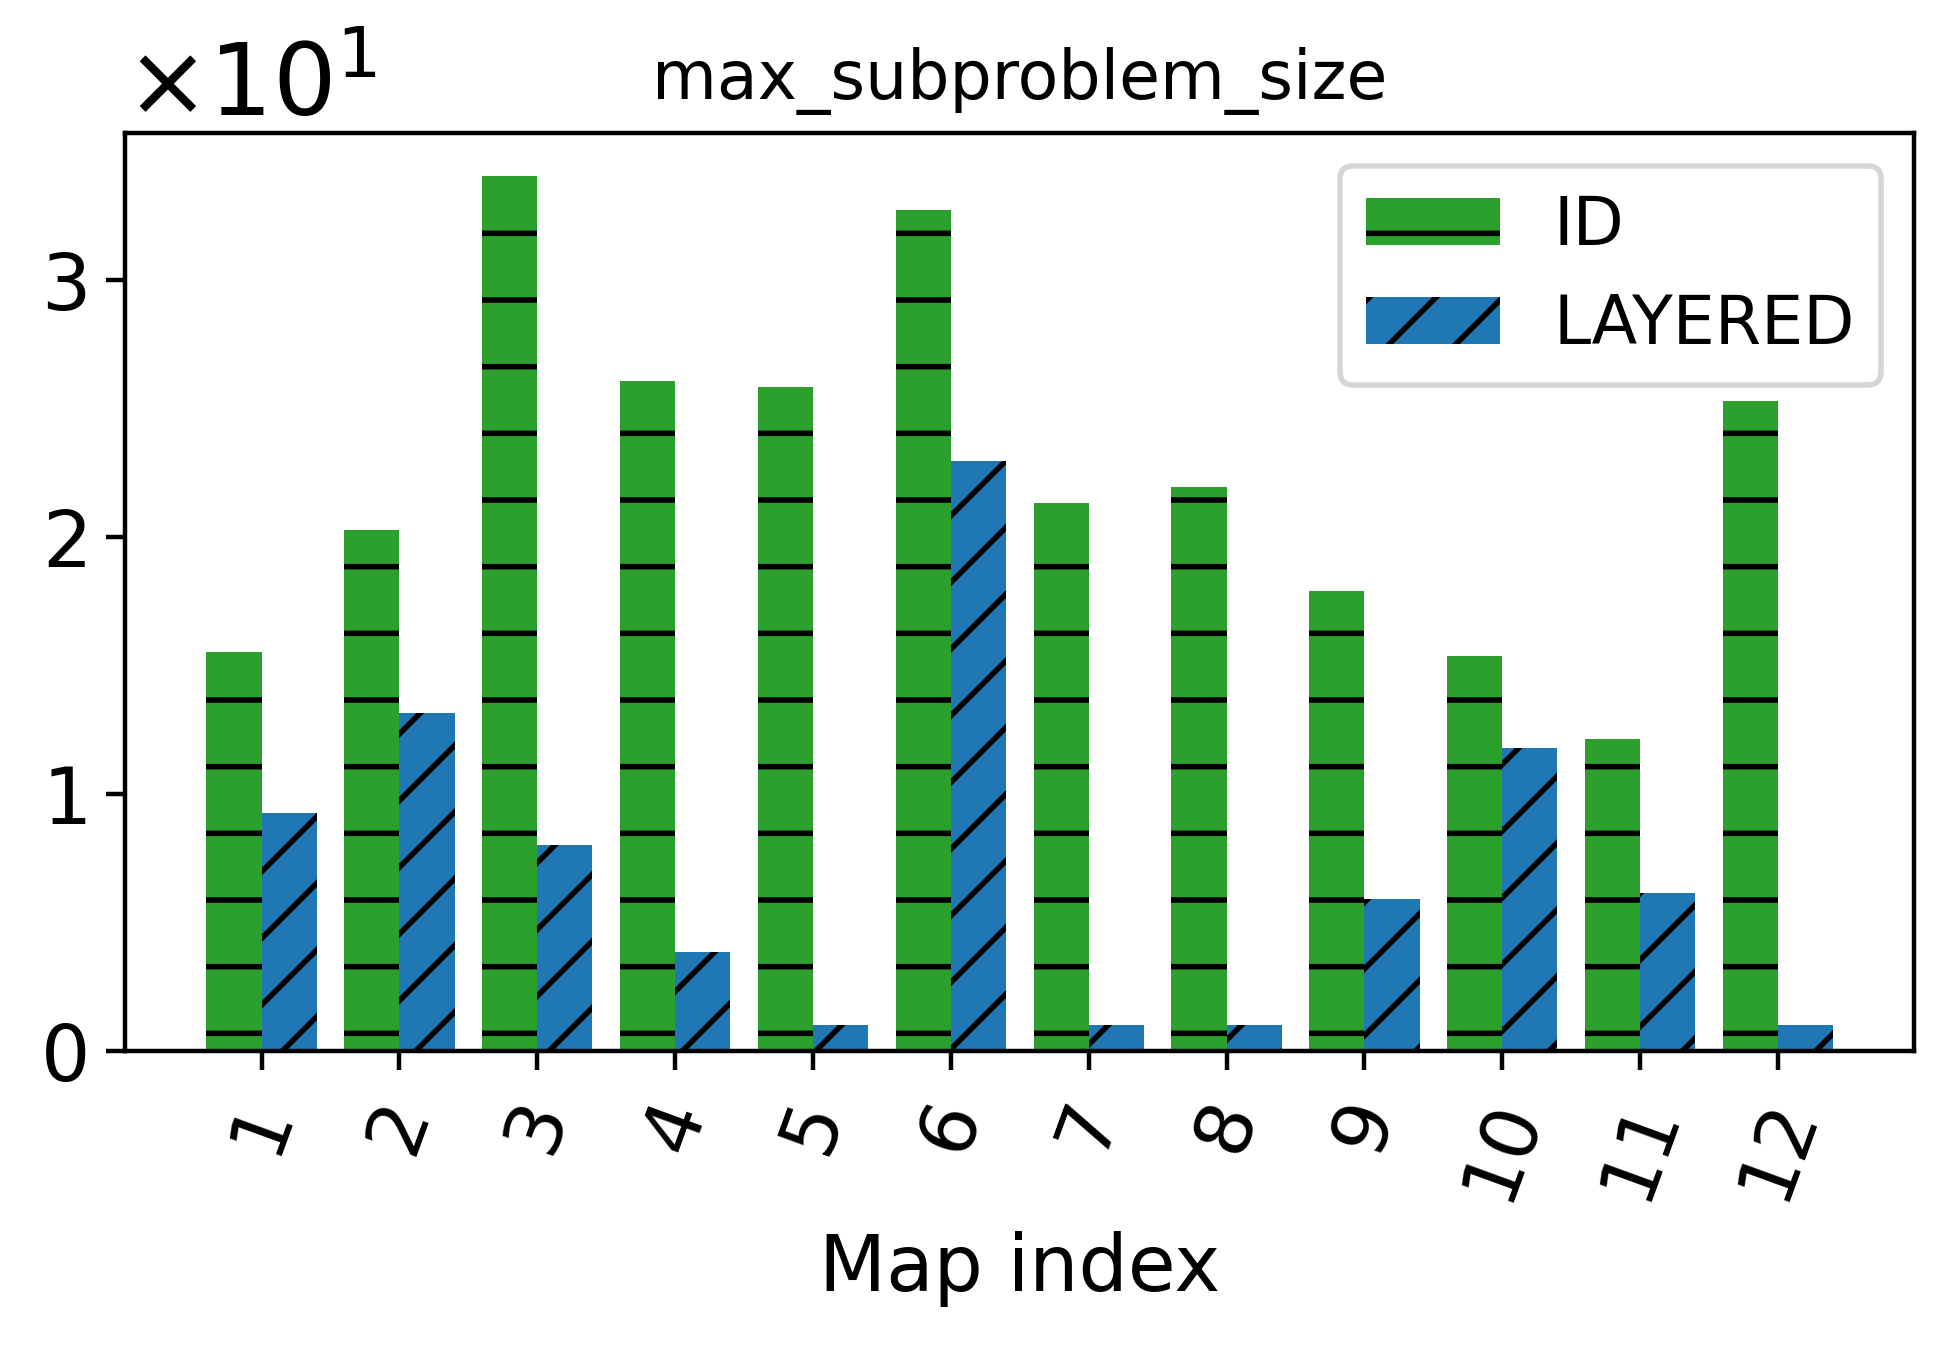 ×10¹
max_subproblem_size
ID
LAYERED
3
2
1
0
1 2 3 4 5 6 7 8 9 10 11 12
Map index